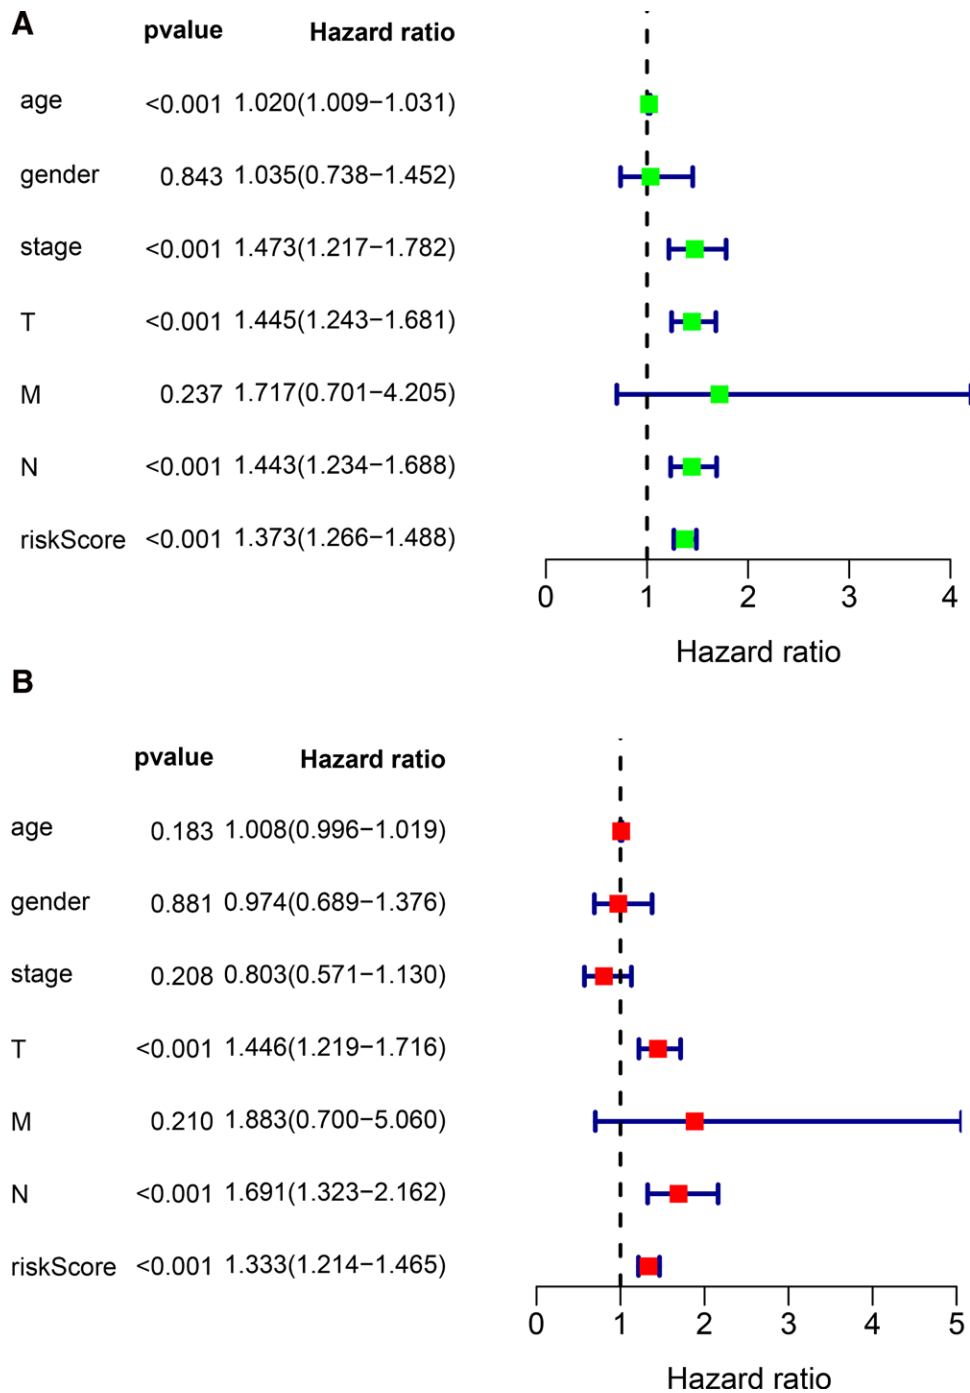 A
pvalue Hazard ratio
age <0.001 1.020(1.009−1.031)
gender 0.843 1.035(0.738−1.452)
stage <0.001 1.473(1.217−1.782)
T <0.001 1.445(1.243−1.681)
M 0.237 1.717(0.701−4.205)
N <0.001 1.443(1.234−1.688)
riskScore <0.001 1.373(1.266−1.488)
0 1 2 3 4
Hazard ratio
B
pvalue Hazard ratio
age 0.183 1.008(0.996−1.019)
gender 0.881 0.974(0.689−1.376)
stage 0.208 0.803(0.571−1.130)
T <0.001 1.446(1.219−1.716)
M 0.210 1.883(0.700−5.060)
N <0.001 1.691(1.323−2.162)
riskScore <0.001 1.333(1.214−1.465)
0 1 2 3 4 5
Hazard ratio